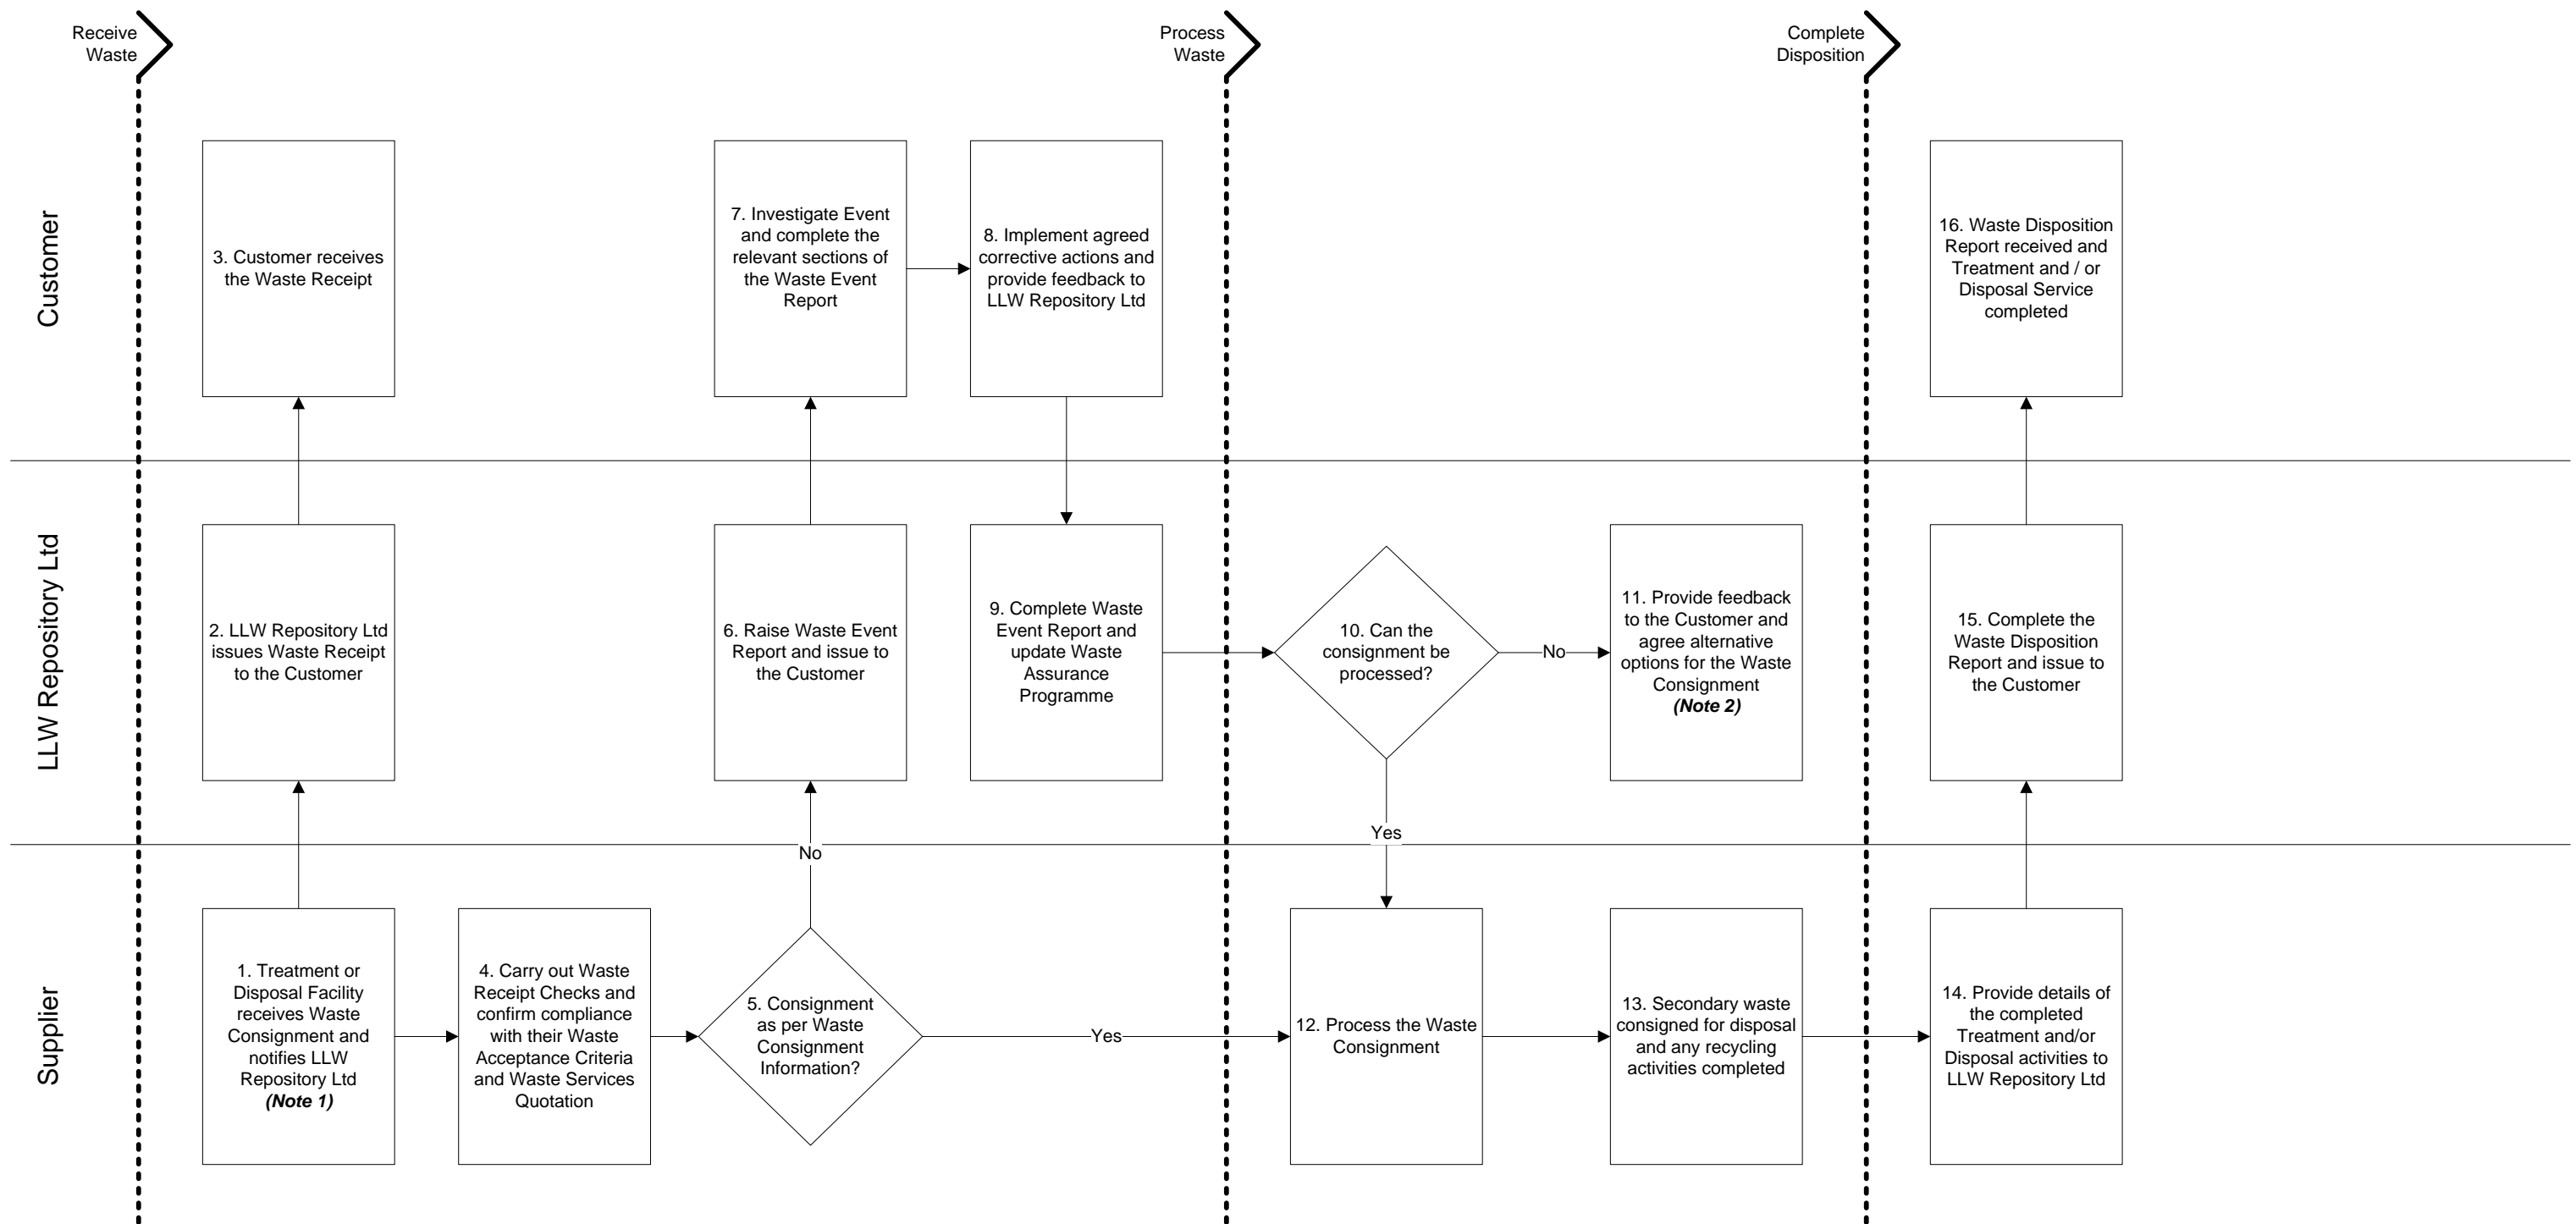 Receive
Waste
Process
Waste
Complete
Disposition
Customer
3. Customer receives
the Waste Receipt
7. Investigate Event
and complete the
relevant sections of
the Waste Event
Report
8. Implement agreed
corrective actions and
provide feedback to
LLW Repository Ltd
16. Waste Disposition
Report received and
Treatment and / or
Disposal Service
completed
LLW Repository Ltd
2. LLW Repository Ltd
issues Waste Receipt
to the Customer
6. Raise Waste Event
Report and issue to
the Customer
9. Complete Waste
Event Report and
update Waste
Assurance
Programme
10. Can the
consignment be
processed?
No
11. Provide feedback
to the Customer and
agree alternative
options for the Waste
Consignment
(Note 2)
15. Complete the
Waste Disposition
Report and issue to
the Customer
Yes
No
Supplier
1. Treatment or
Disposal Facility
receives Waste
Consignment and
notifies LLW
Repository Ltd
(Note 1)
4. Carry out Waste
Receipt Checks and
confirm compliance
with their Waste
Acceptance Criteria
and Waste Services
Quotation
5. Consignment
as per Waste
Consignment
Information?
Yes
12. Process the Waste
Consignment
13. Secondary waste
consigned for disposal
and any recycling
activities completed
14. Provide details of
the completed
Treatment and/or
Disposal activities to
LLW Repository Ltd